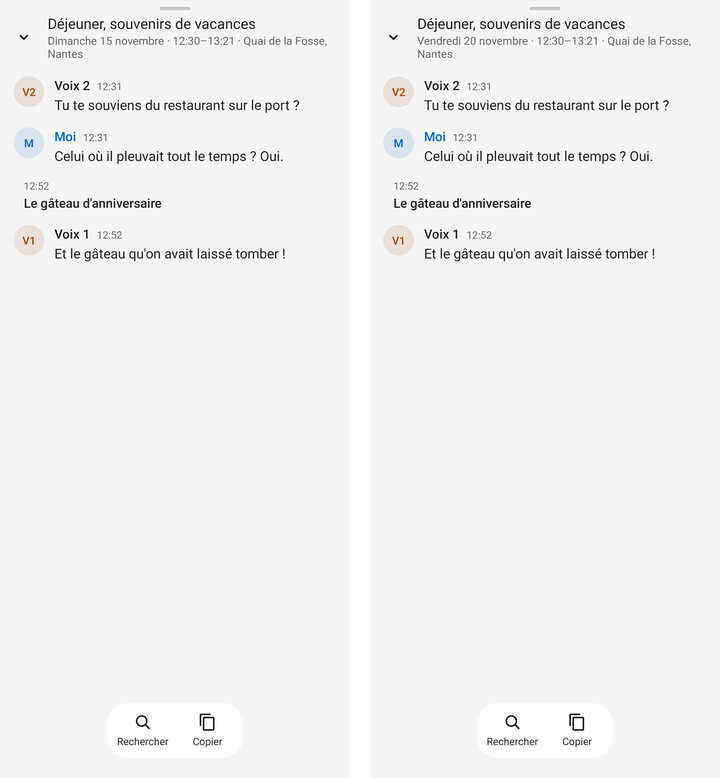 Déjeuner, souvenirs de vacances
Dimanche 15 novembre · 12:30–13:21 · Quai de la Fosse,
Nantes
V2
Voix 2 12:31
Tu te souviens du restaurant sur le port ?
M
Moi 12:31
Celui où il pleuvait tout le temps ? Oui.
12:52
Le gâteau d'anniversaire
V1
Voix 1 12:52
Et le gâteau qu'on avait laissé tomber !
Rechercher
Copier
Déjeuner, souvenirs de vacances
Vendredi 20 novembre · 12:30–13:21 · Quai de la Fosse,
Nantes
V2
Voix 2 12:31
Tu te souviens du restaurant sur le port ?
M
Moi 12:31
Celui où il pleuvait tout le temps ? Oui.
12:52
Le gâteau d'anniversaire
V1
Voix 1 12:52
Et le gâteau qu'on avait laissé tomber !
Rechercher
Copier